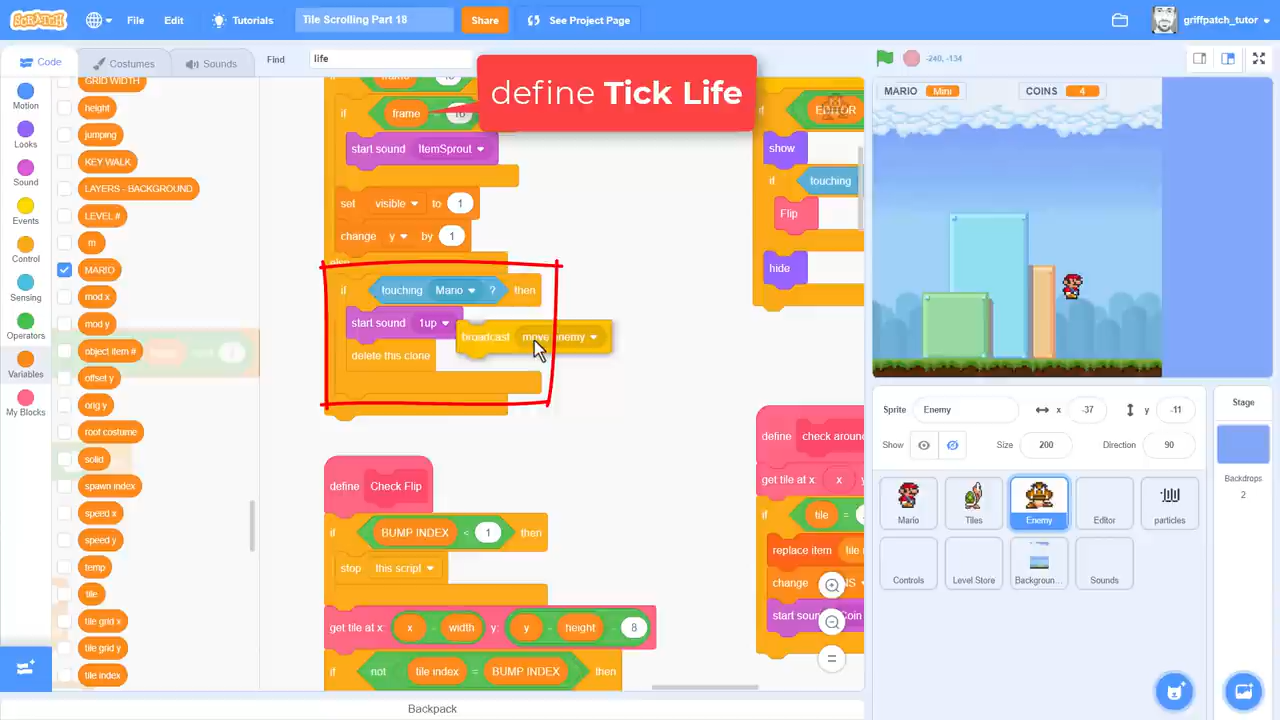 SCRATCH File Edit Tutorials Tile Scrolling Part 18 Share See Project Page griffpatch_tutor
Code Costumes Sounds Find life -240, -134
define Tick Life
GRID WIDTH
height
jumping
KEY WALK
LAYERS - BACKGROUND
LEVEL #
m
MARIO
mod x
mod y
object item #
offset y
orig y
root costume
solid
spawn index
speed x
speed y
temp
tile
tile grid x
tile grid y
tile index
Motion
Looks
Sound
Events
Control
Sensing
Operators
Variables
My Blocks
if frame = 16
start sound ItemSprout
set visible to 1
change y by 1
else
if touching Mario ? then
start sound 1up
broadcast move enemy
delete this clone
define Check Flip
if BUMP INDEX < 1 then
stop this script
get tile at x: x - width y: y - height - 8
if not tile index = BUMP INDEX then
if EDITOR
show
if touching
Flip
hide
define check aroun
get tile at x: x y
if tile =
replace item tile
change NS
start soun Coin
MARIO Mini COINS 4
Sprite Enemy x -37 y -11
Show Size 200 Direction 90
Mario Tiles Enemy Editor particles
Controls Level Store Backgroun... Sounds
Stage
Backdrops
2
Backpack